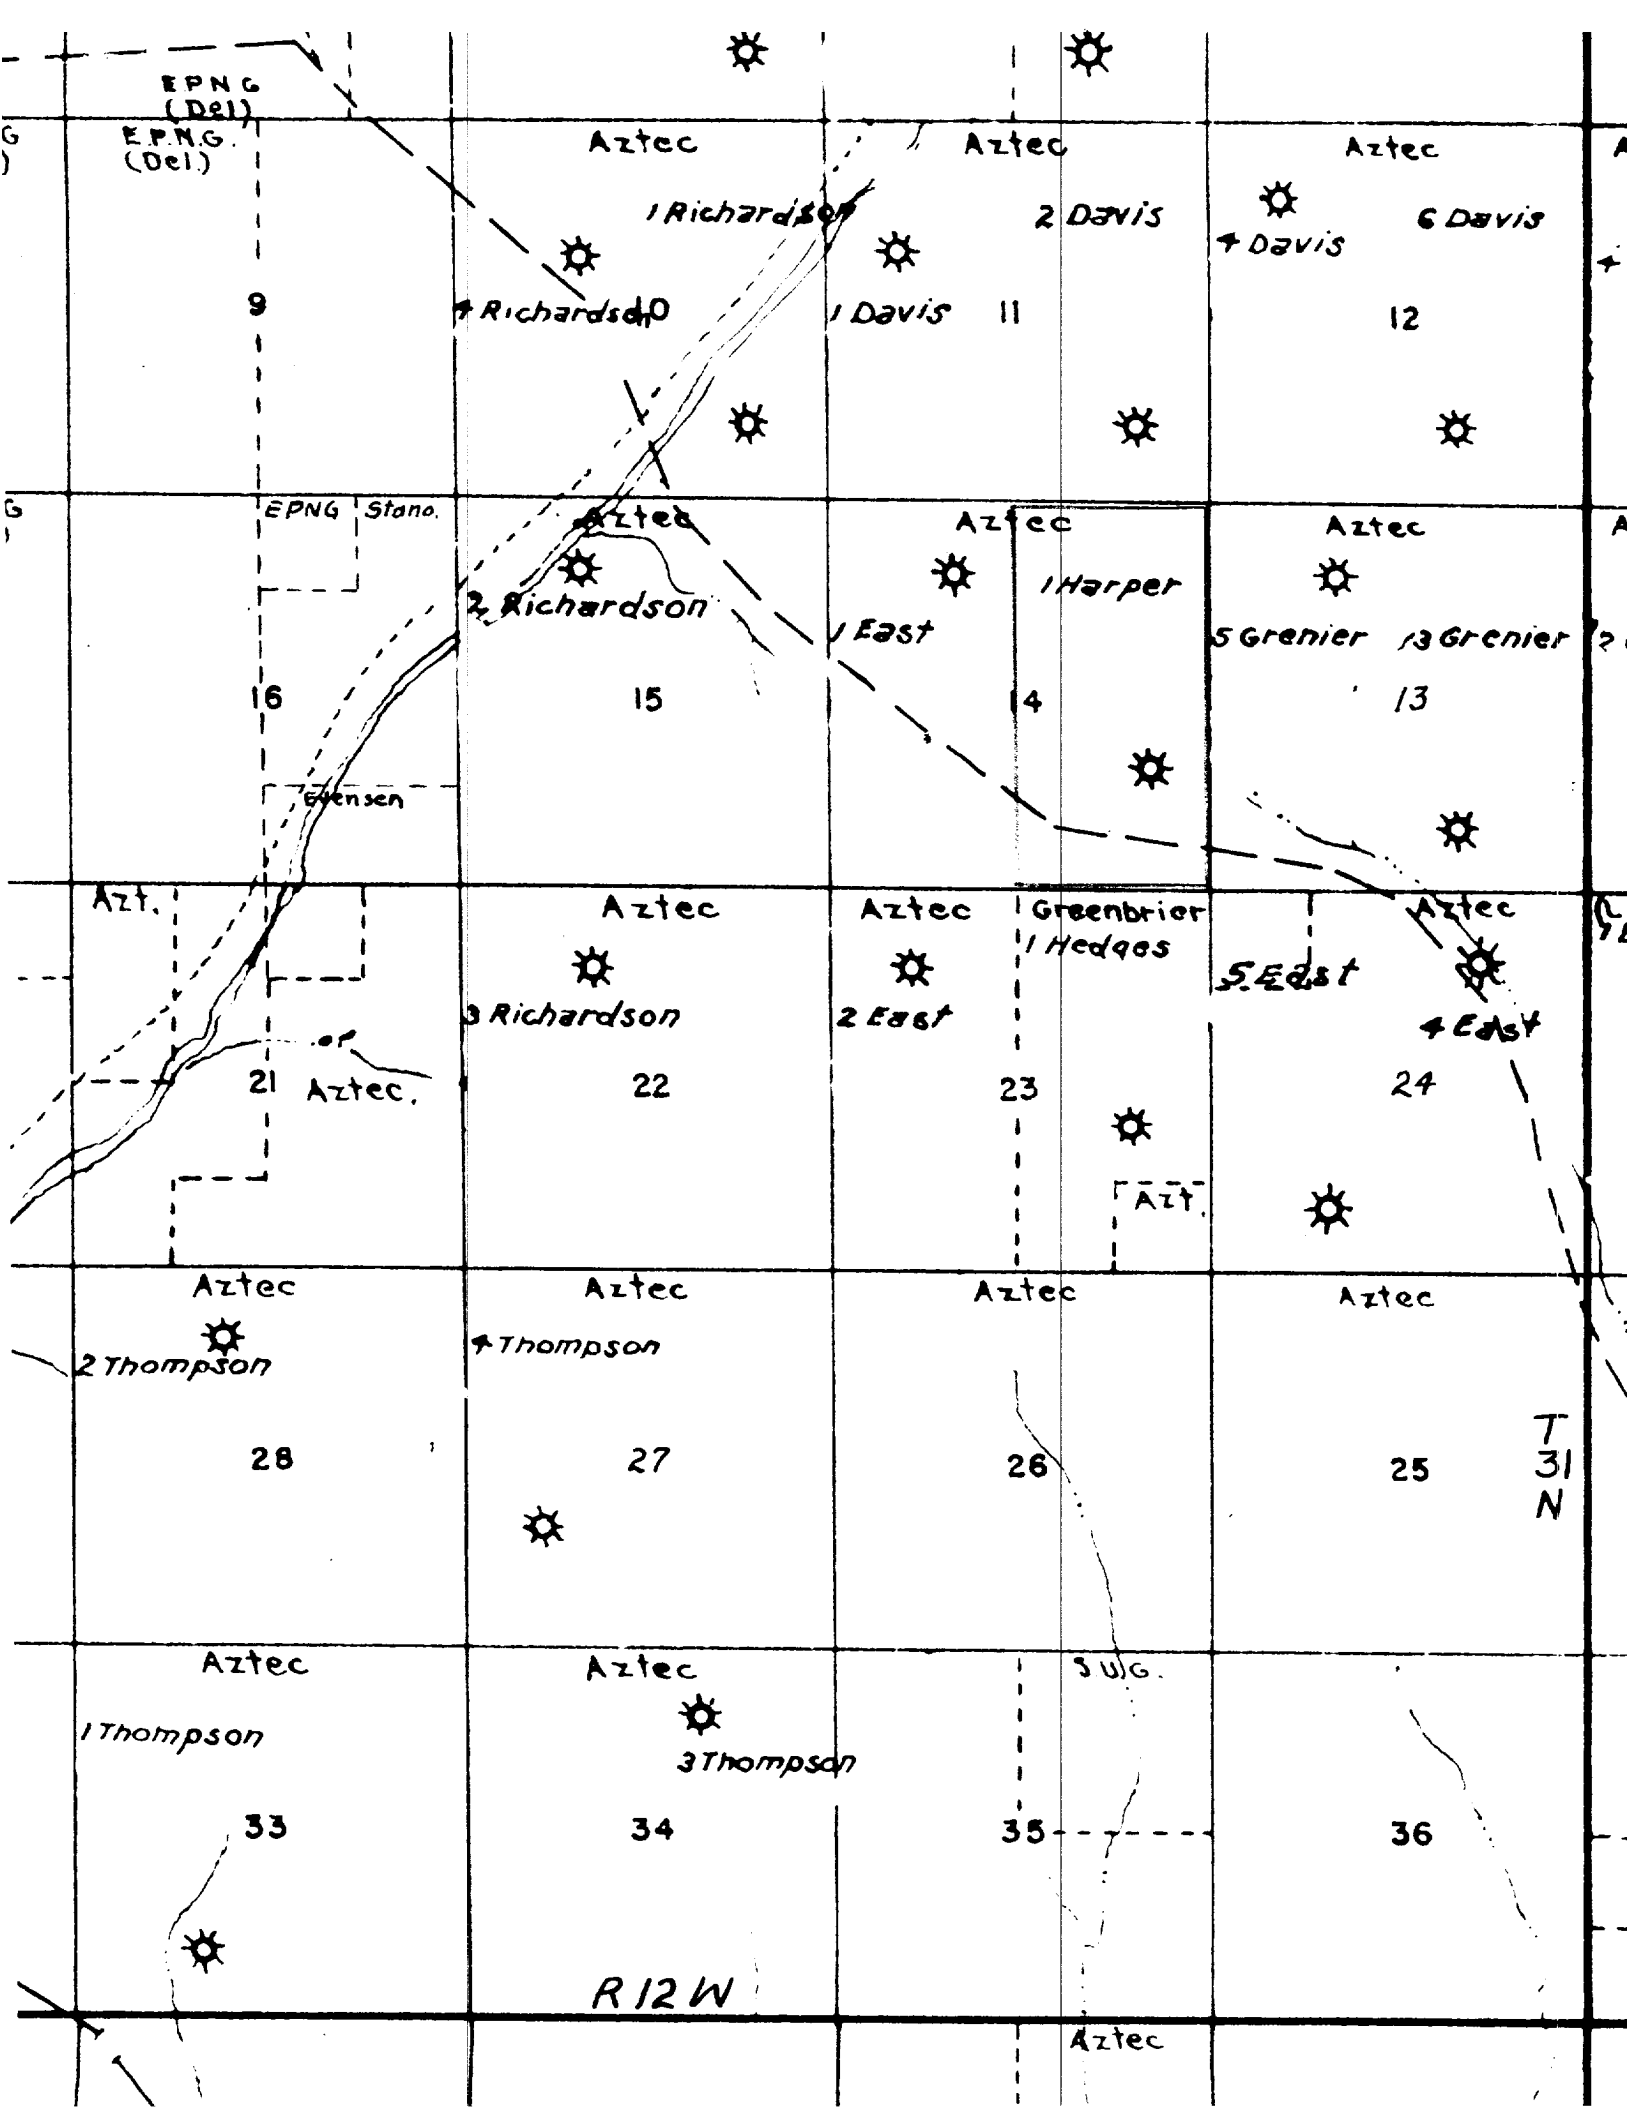 EPNG
(Del)
E.P.N.G.
(Del.)
Aztec
Aztec
Aztec
1 Richardson
2 Davis
4 Davis
6 Davis
9
4 Richardson
10
1 Davis
11
12
EPNG
Stano.
Aztec
Aztec
Aztec
2 Richardson
1 East
1 Harper
5 Grenier
13 Grenier
16
15
14
13
Evensen
Azt.
Aztec
Aztec
Greenbrier
1 Hedges
Aztec
5 East
3 Richardson
2 East
4 East
21
Aztec.
22
23
24
Azt.
Aztec
Aztec
Aztec
Aztec
2 Thompson
4 Thompson
28
27
26
25
T
31
N
Aztec
Aztec
S.U.G.
1 Thompson
3 Thompson
33
34
35
36
R 12 W
Aztec